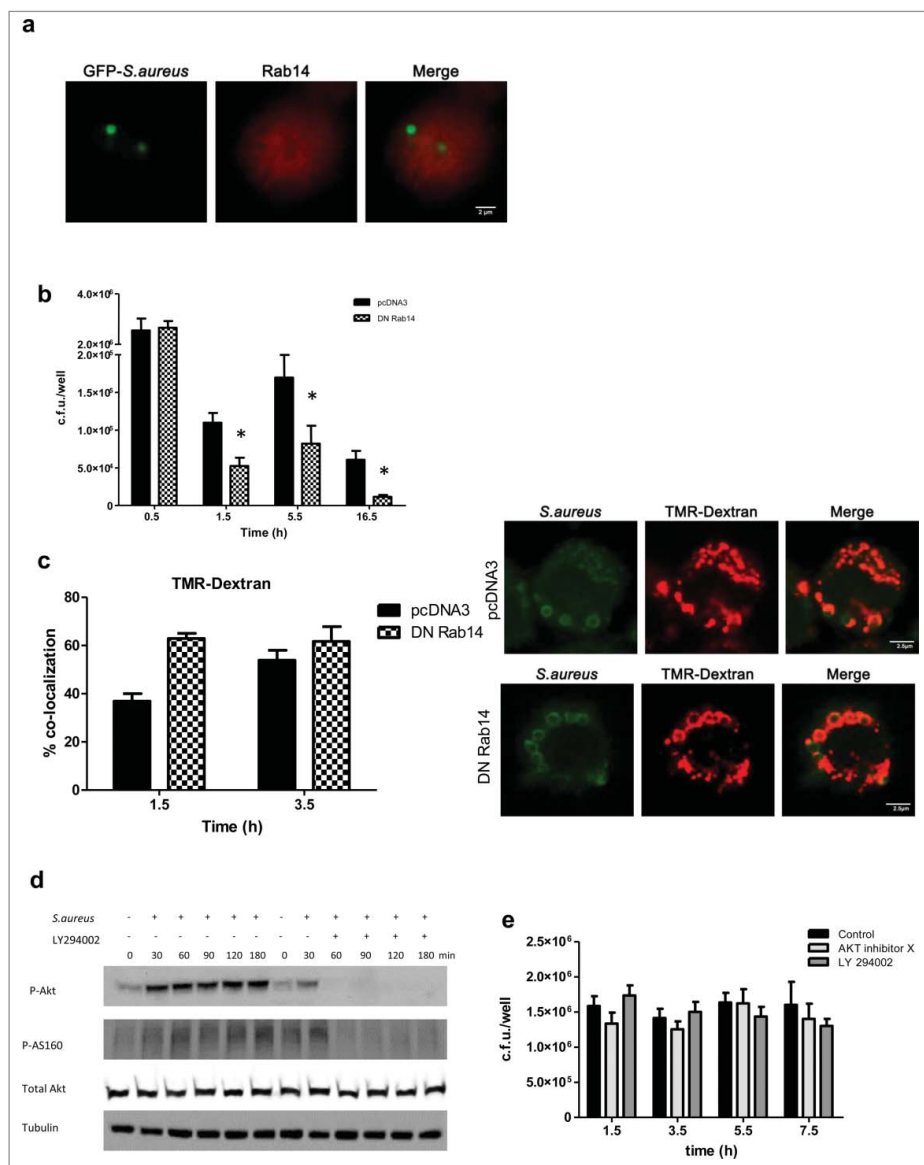 a
GFP-S.aureus Rab14 Merge
2 µm
b
4.0×10⁶
3.0×10⁶
2.0×10⁶
2.0×10⁵
1.5×10⁵
1.0×10⁵
5.0×10⁴
0
c.f.u./well
pcDNA3
DN Rab14
* * *
0.5 1.5 5.5 16.5
Time (h)
c
TMR-Dextran
pcDNA3
DN Rab14
80
60
40
20
0
% co-localization
1.5 3.5
Time (h)
S.aureus TMR-Dextran Merge
pcDNA3
2.5µm
S.aureus TMR-Dextran Merge
DN Rab14
2.5µm
d
S.aureus - + + + + + - + + + + +
LY294002 - - - - - - - - + + + +
0 30 60 90 120 180 0 30 60 90 120 180 min
P-Akt
P-AS160
Total Akt
Tubulin
e
Control
AKT inhibitor X
LY 294002
2.5×10⁶
2.0×10⁶
1.5×10⁶
1.0×10⁶
5.0×10⁵
0
c.f.u./well
1.5 3.5 5.5 7.5
time (h)